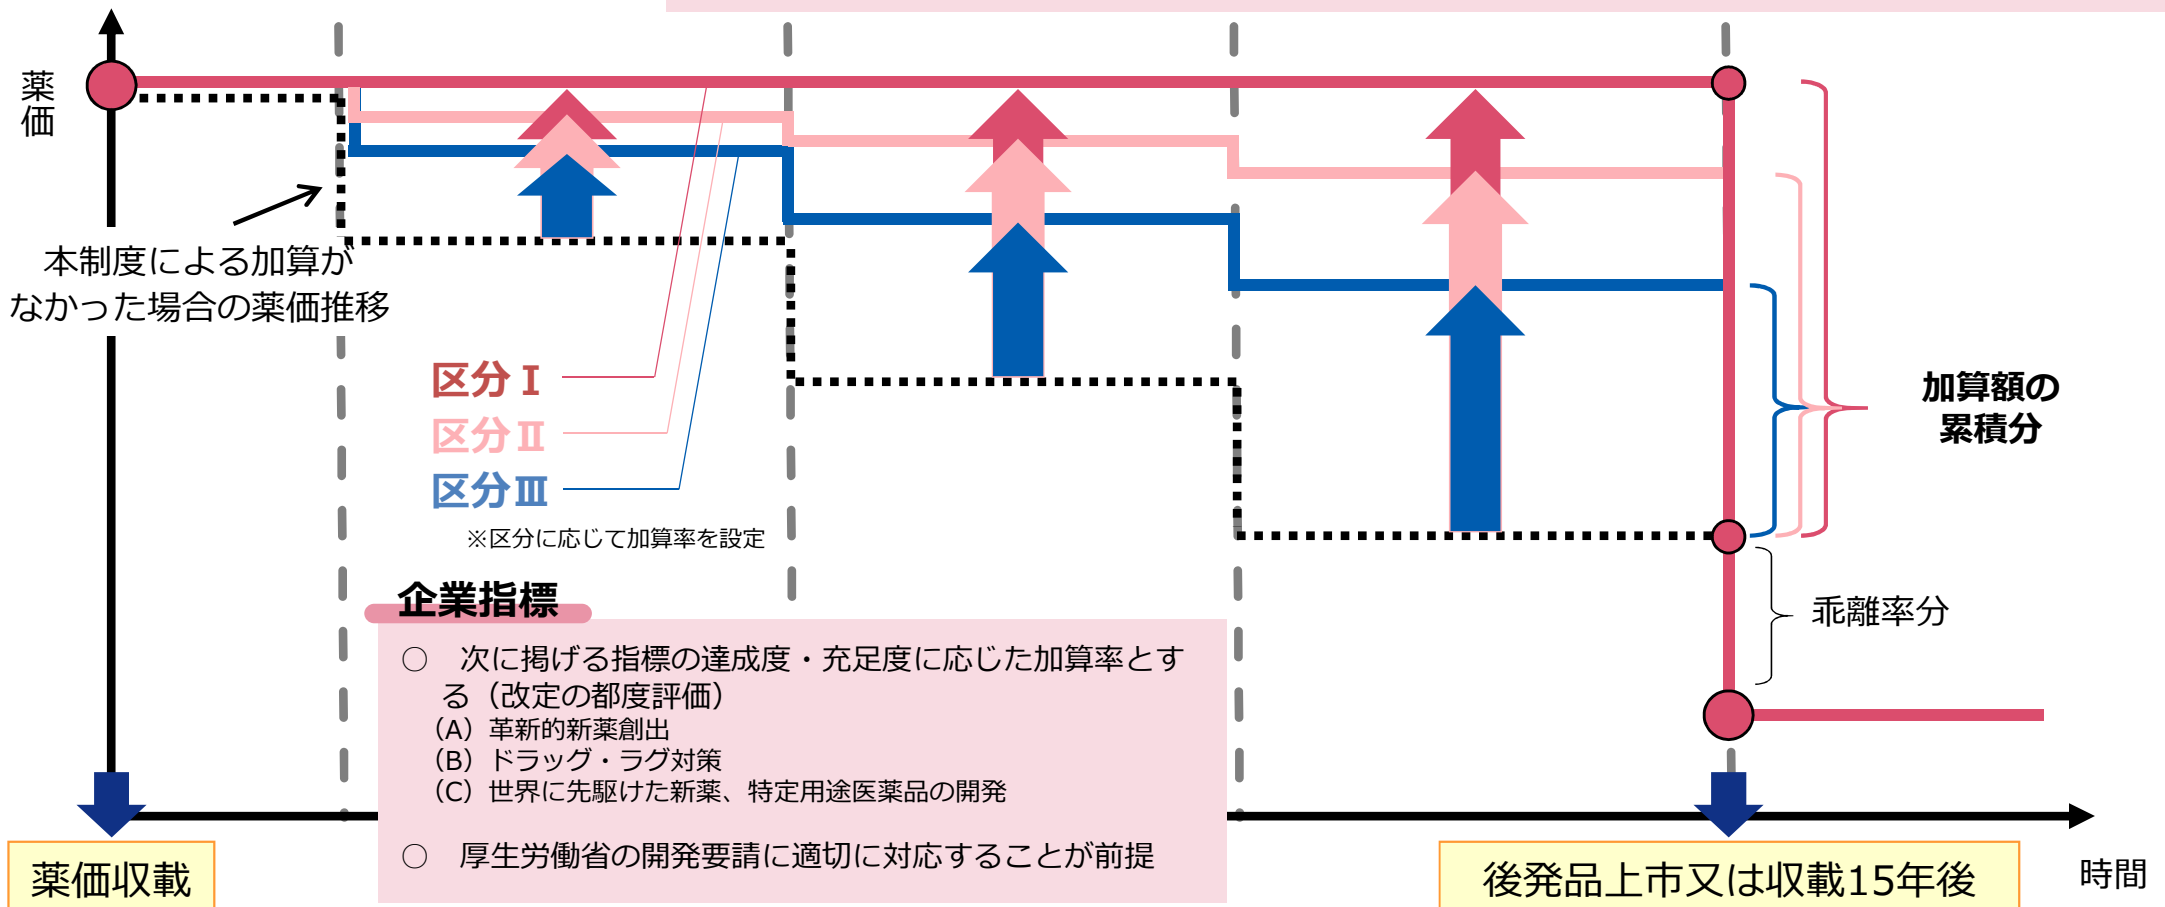 薬価
本制度による加算が
なかった場合の薬価推移
区分Ⅰ
区分Ⅱ
区分Ⅲ
※区分に応じて加算率を設定
加算額の
累積分
乖離率分
企業指標
○　次に掲げる指標の達成度・充足度に応じた加算率とす
る（改定の都度評価）
（A）革新的新薬創出
（B）ドラッグ・ラグ対策
（C）世界に先駆けた新薬、特定用途医薬品の開発
○　厚生労働省の開発要請に適切に対応することが前提
薬価収載
後発品上市又は収載15年後
時間